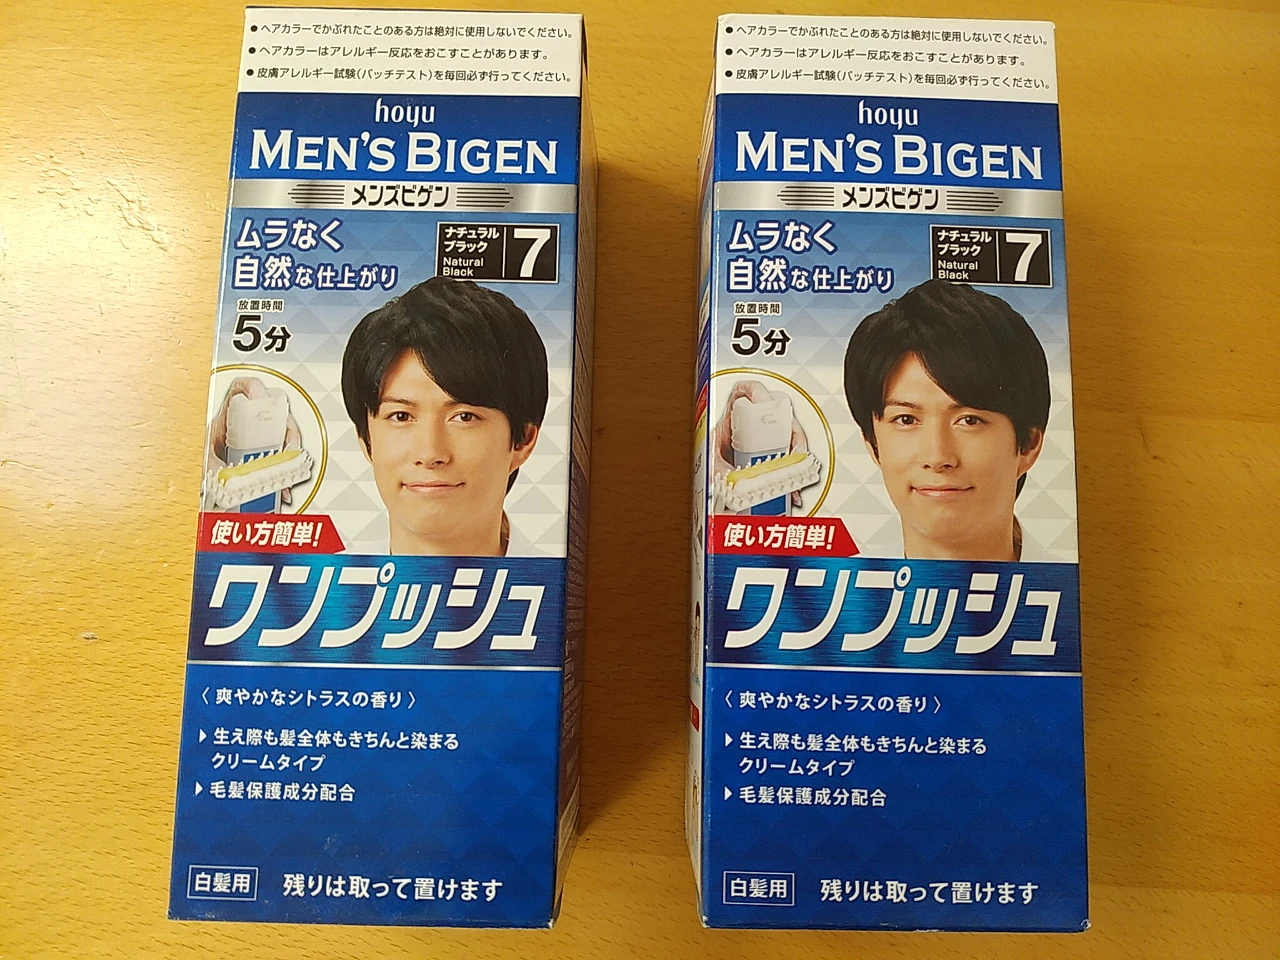 ●ヘアカラーでかぶれたことのある方は絶対に使用しないでください。
●ヘアカラーはアレルギー反応をおこすことがあります。
●皮膚アレルギー試験(パッチテスト)を毎回必ず行ってください。
hoyu
MEN'S BIGEN
メンズビゲン
ムラなく
自然な仕上がり
ナチュラル
ブラック
Natural
Black
7
放置時間
5分
使い方簡単!
ワンプッシュ
〈 爽やかなシトラスの香り 〉
生え際も髪全体もきちんと染まる
クリームタイプ
毛髪保護成分配合
白髪用
残りは取って置けます
●ヘアカラーでかぶれたことのある方は絶対に使用しないでください。
●ヘアカラーはアレルギー反応をおこすことがあります。
●皮膚アレルギー試験(パッチテスト)を毎回必ず行ってください。
hoyu
MEN'S BIGEN
メンズビゲン
ムラなく
自然な仕上がり
ナチュラル
ブラック
Natural
Black
7
放置時間
5分
使い方簡単!
ワンプッシュ
〈 爽やかなシトラスの香り 〉
生え際も髪全体もきちんと染まる
クリームタイプ
毛髪保護成分配合
白髪用
残りは取って置けます